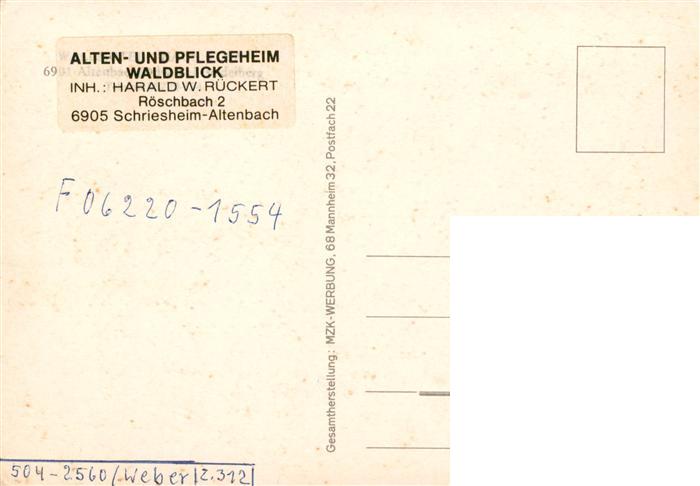 ALTEN- UND PFLEGEHEIM
WALDBLICK
INH.: HARALD W. RÜCKERT
Röschbach 2
6905 Schriesheim-Altenbach
F 06220-1554
Gesamtherstellung: MZK-WERBUNG, 68 Mannheim 32, Postfach 22
504-2560/Weber|2.312|